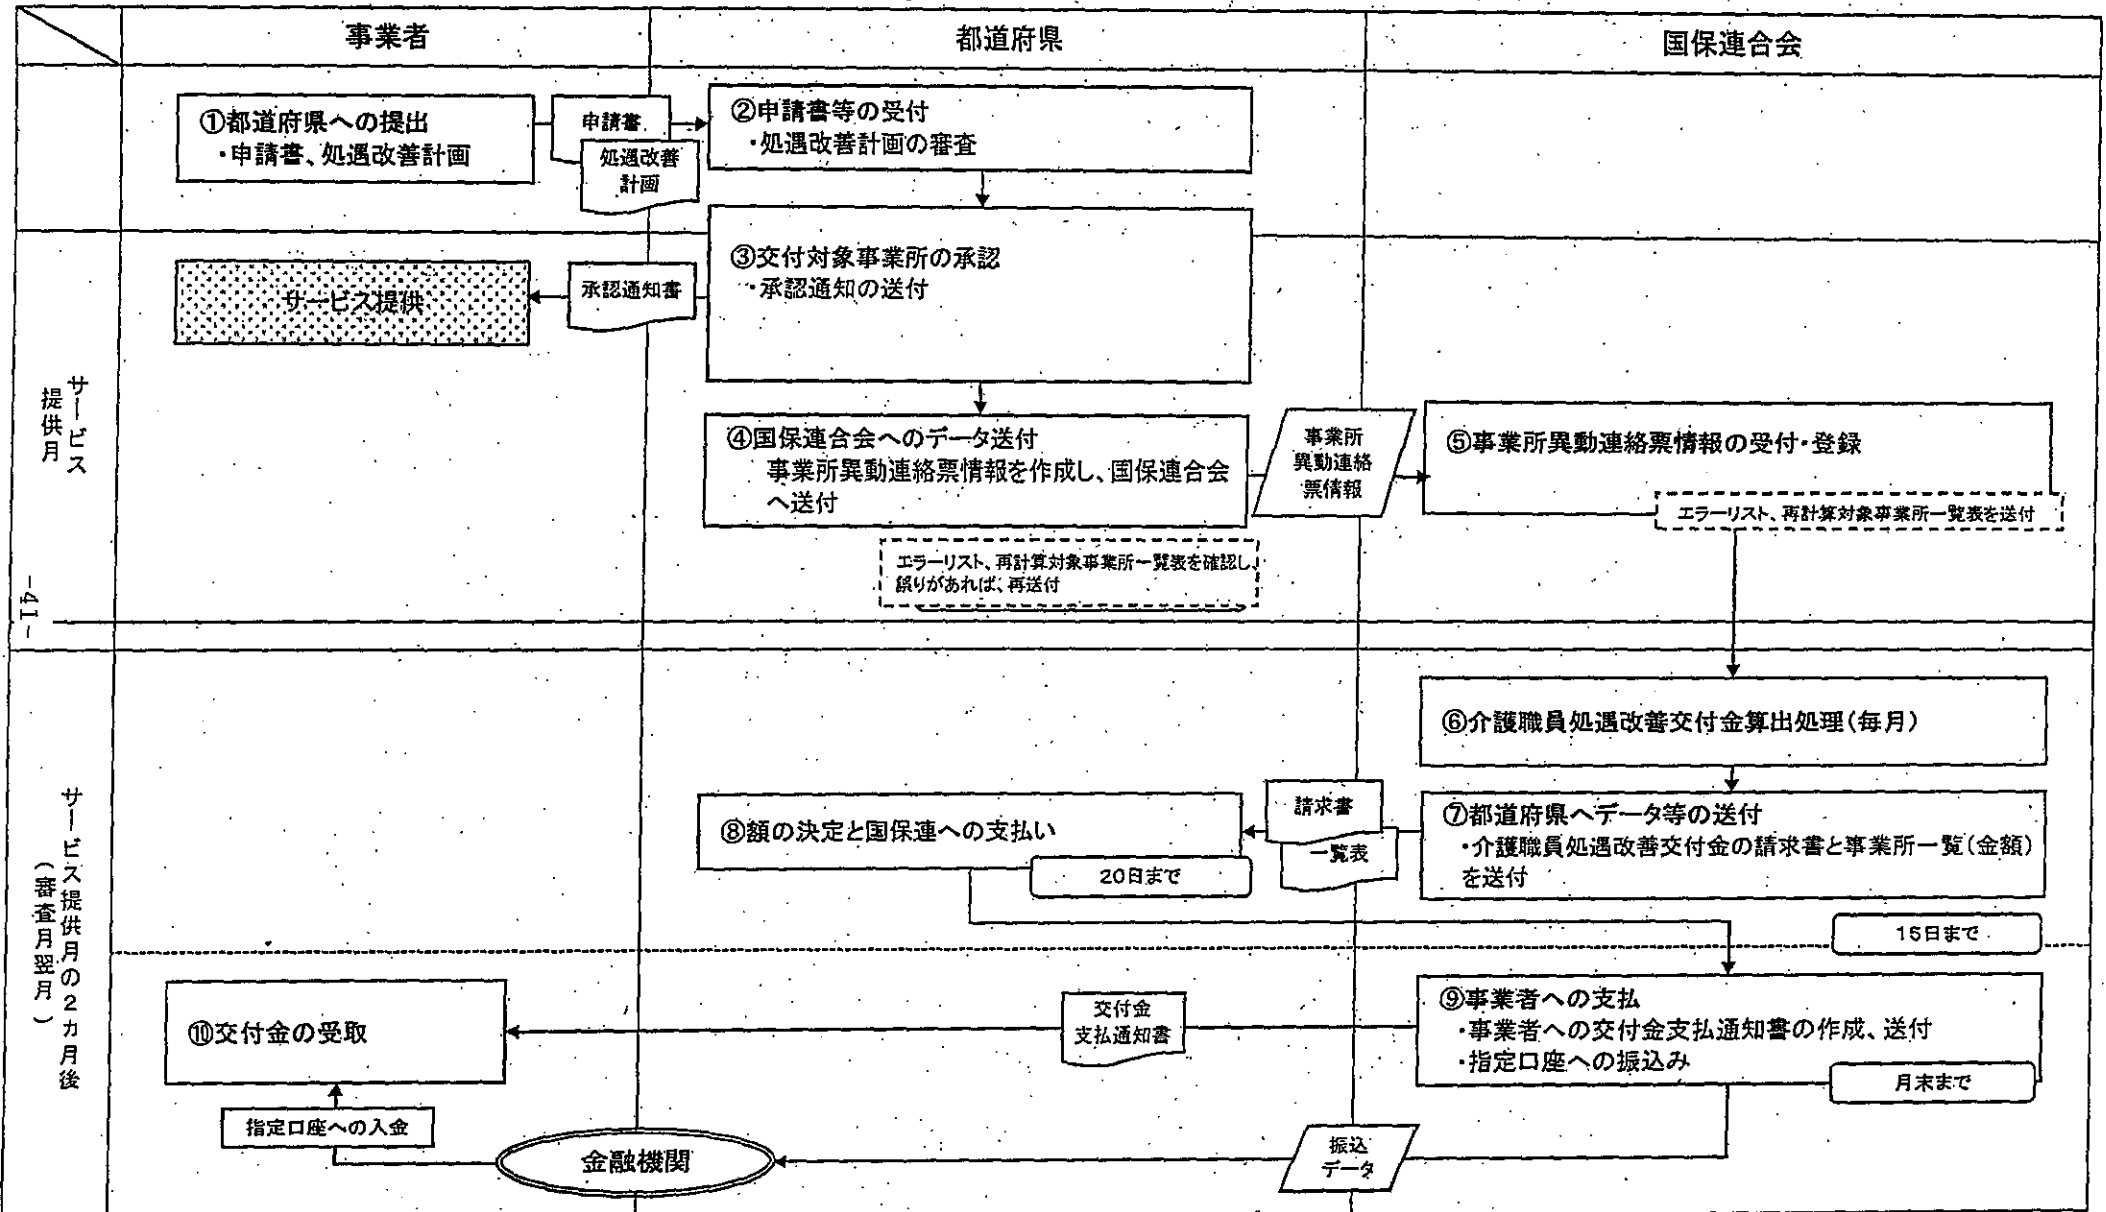 事業者
都道府県
国保連合会
①都道府県への提出
・申請書、処遇改善計画
申請書
処遇改善
計画
②申請書等の受付
・処遇改善計画の審査
サービス
提供月
サービス提供
承認通知書
③交付対象事業所の承認
・承認通知の送付
④国保連合会へのデータ送付
事業所異動連絡票情報を作成し、国保連合会
へ送付
事業所
異動連絡
票情報
⑤事業所異動連絡票情報の受付・登録
エラーリスト、再計算対象事業所一覧表を送付
エラーリスト、再計算対象事業所一覧表を確認し、
誤りがあれば、再送付
-41-
サービス提供月の2カ月後
（審査月翌月）
⑥介護職員処遇改善交付金算出処理（毎月）
⑦都道府県へデータ等の送付
・介護職員処遇改善交付金の請求書と事業所一覧（金額）
を送付
15日まで
請求書
一覧表
⑧額の決定と国保連への支払い
20日まで
⑨事業者への支払
・事業者への交付金支払通知書の作成、送付
・指定口座への振込み
月末まで
交付金
支払通知書
⑩交付金の受取
指定口座への入金
金融機関
振込
データ